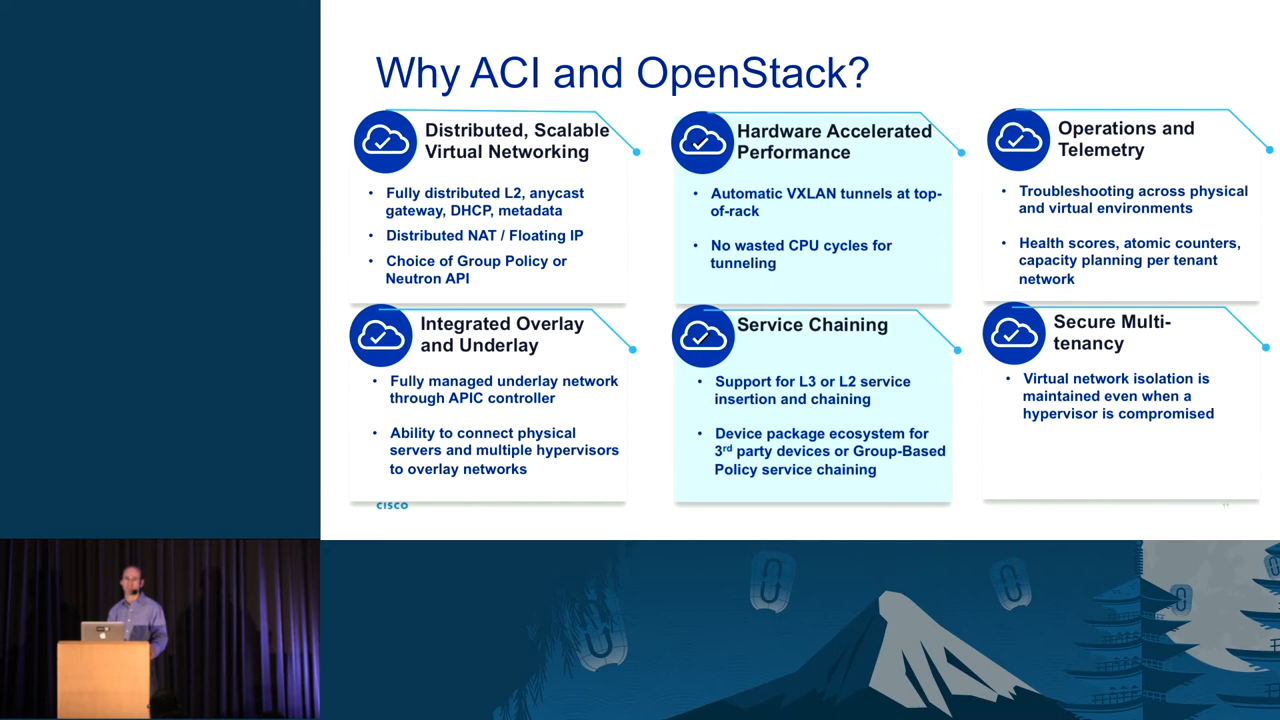 Why ACI and OpenStack?
Distributed, Scalable
Virtual Networking
• Fully distributed L2, anycast
gateway, DHCP, metadata
• Distributed NAT / Floating IP
• Choice of Group Policy or
Neutron API
Hardware Accelerated
Performance
• Automatic VXLAN tunnels at top-
of-rack
• No wasted CPU cycles for
tunneling
Operations and
Telemetry
• Troubleshooting across physical
and virtual environments
• Health scores, atomic counters,
capacity planning per tenant
network
Integrated Overlay
and Underlay
• Fully managed underlay network
through APIC controller
• Ability to connect physical
servers and multiple hypervisors
to overlay networks
Service Chaining
• Support for L3 or L2 service
insertion and chaining
• Device package ecosystem for
3rd party devices or Group-Based
Policy service chaining
Secure Multi-
tenancy
• Virtual network isolation is
maintained even when a
hypervisor is compromised
CISCO